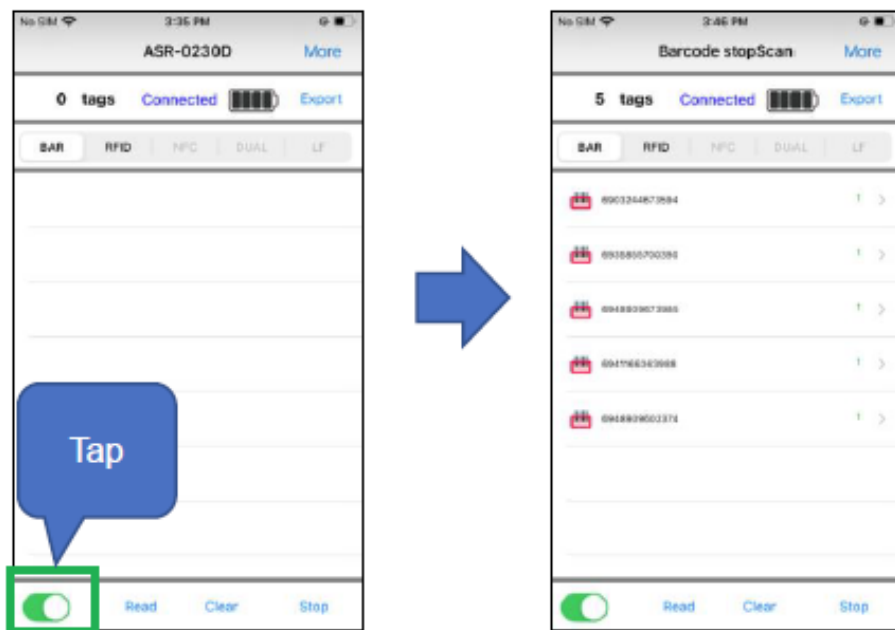 No SIM 3:35 PM
ASR-0230D More
0 tags Connected Export
BAR RFID NFC DUAL LF
Tap
Read Clear Stop
No SIM 3:46 PM
Barcode stopScan More
5 tags Connected Export
BAR RFID NFC DUAL LF
1
1
1
1
1
Read Clear Stop